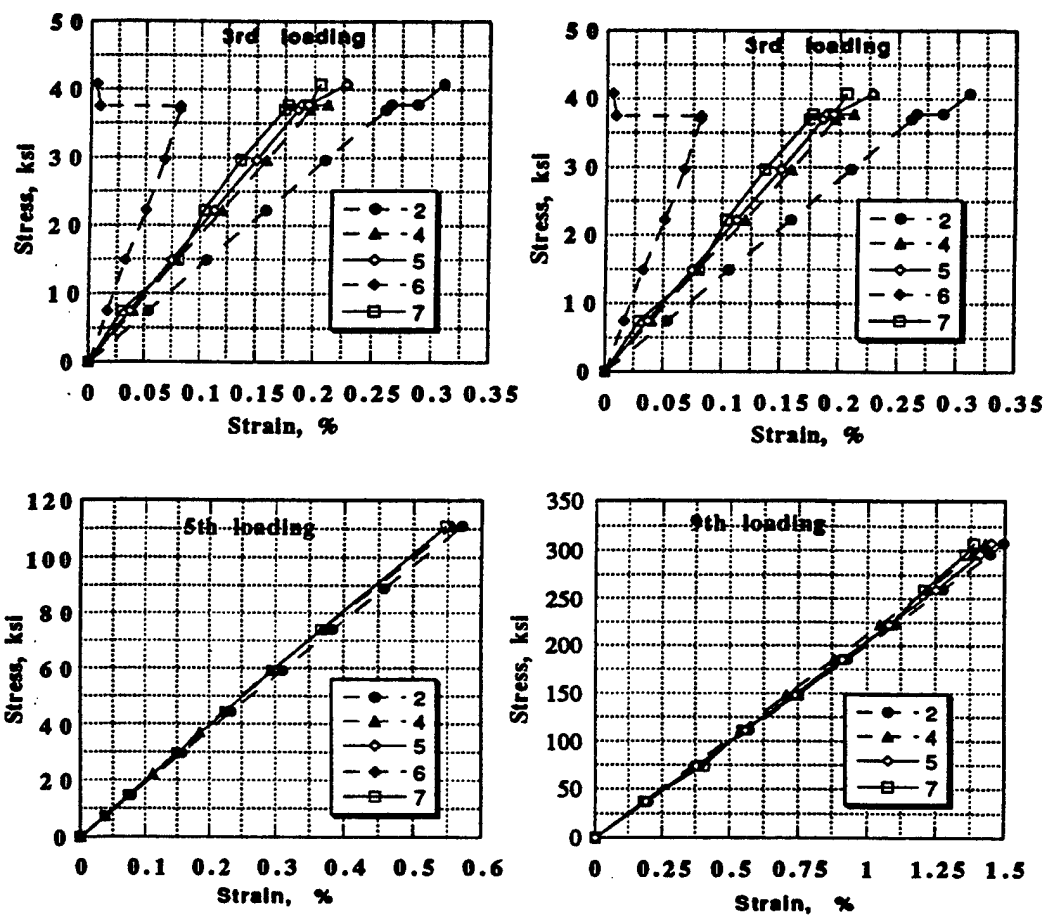 3rd loading
Stress, ksi
50
40
30
20
10
0
0 0.05 0.1 0.15 0.2 0.25 0.3 0.35
Strain, %
2
4
5
6
7
3rd loading
Stress, ksi
50
40
30
20
10
0
0 0.05 0.1 0.15 0.2 0.25 0.3 0.35
Strain, %
2
4
5
6
7
5th loading
Stress, ksi
120
100
80
60
40
20
0
0 0.1 0.2 0.3 0.4 0.5 0.6
Strain, %
2
4
5
6
7
9th loading
Stress, ksi
350
300
250
200
150
100
50
0
0 0.25 0.5 0.75 1 1.25 1.5
Strain, %
2
4
5
7